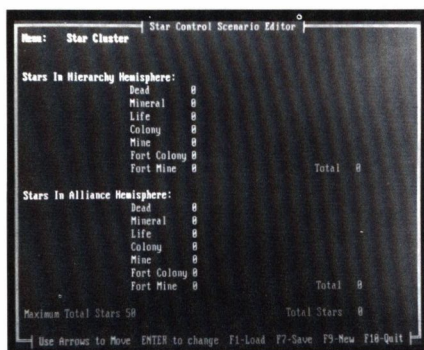 Star Control Scenario Editor
Menu: Star Cluster
Stars In Hierarchy Hemisphere:
Dead 0
Mineral 0
Life 0
Colony 0
Mine 0
Fort Colony 0
Fort Mine 0 Total 0
Stars In Alliance Hemisphere:
Dead 0
Mineral 0
Life 0
Colony 0
Mine 0
Fort Colony 0
Fort Mine 0 Total 0
Maximum Total Stars 50 Total Stars 0
Use Arrows to Move ENTER to change F1-Load F7-Save F9-New F10-Quit